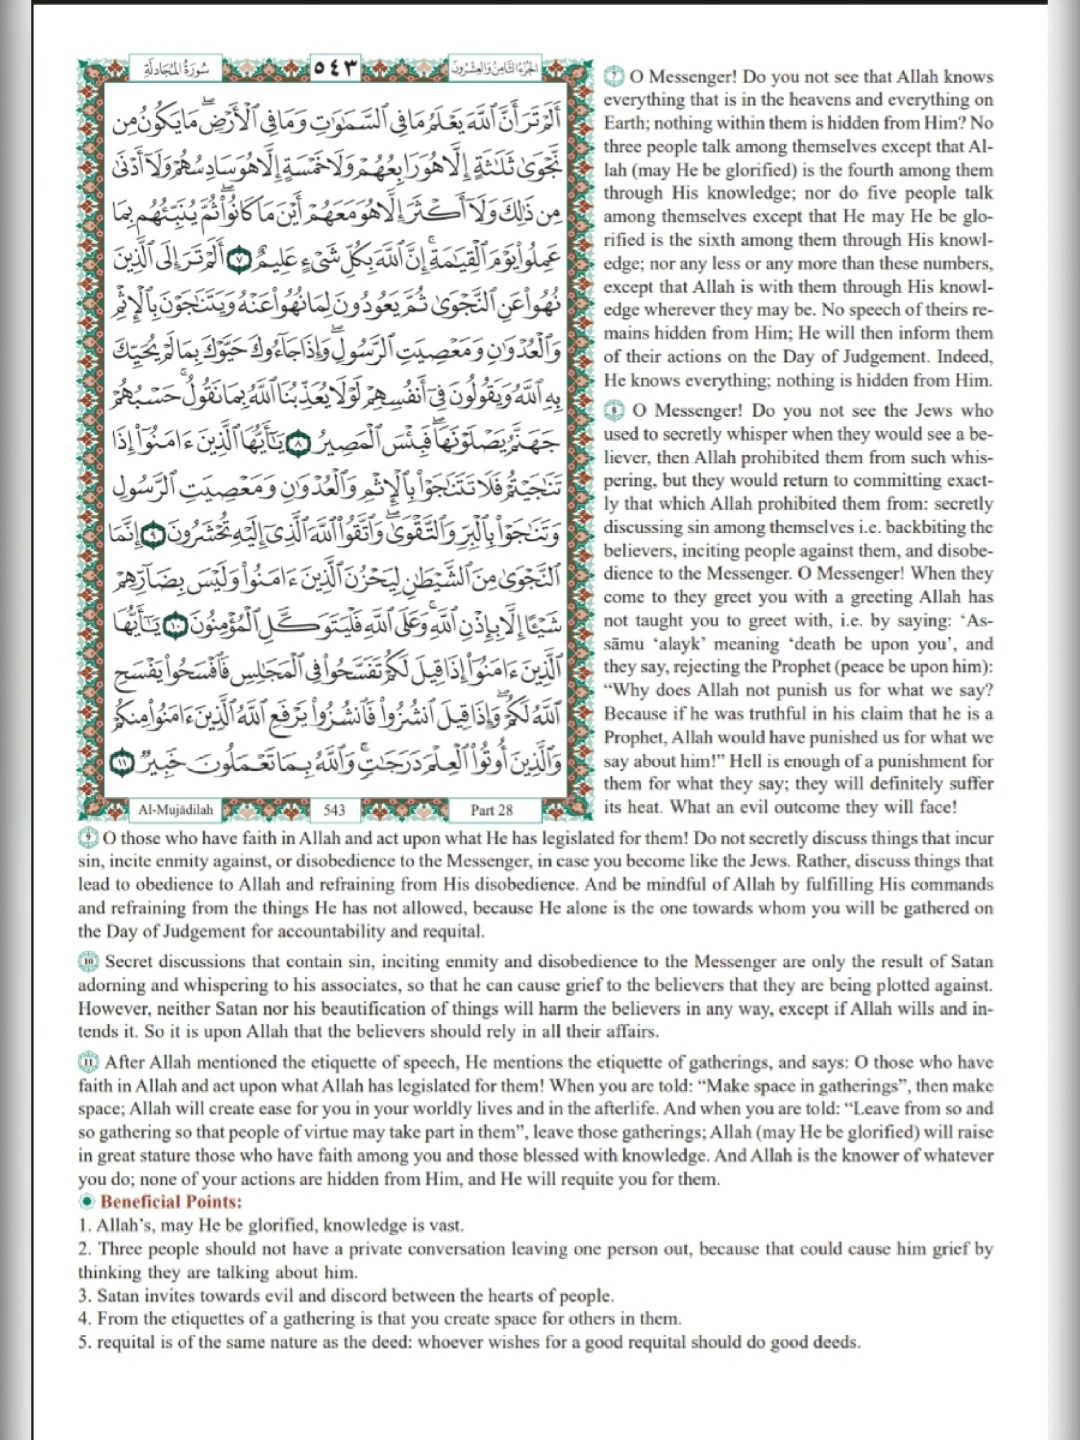 سُورَةُ المُجَادلَةِ
٥٤٣
الجُزءُ الثَّامِنُ وَالعِشْرُونَ
أَلَمْ تَرَ أَنَّ ٱللَّهَ يَعْلَمُ مَا فِى ٱلسَّمَٰوَٰتِ وَمَا فِى ٱلْأَرْضِۖ مَا يَكُونُ مِن
نَّجْوَىٰ ثَلَٰثَةٍ إِلَّا هُوَ رَابِعُهُمْ وَلَا خَمْسَةٍ إِلَّا هُوَ سَادِسُهُمْ وَلَآ أَدْنَىٰ
مِن ذَٰلِكَ وَلَآ أَكْثَرَ إِلَّا هُوَ مَعَهُمْ أَيْنَ مَا كَانُوا۟ۖ ثُمَّ يُنَبِّئُهُم بِمَا
عَمِلُوا۟ يَوْمَ ٱلْقِيَٰمَةِۚ إِنَّ ٱللَّهَ بِكُلِّ شَىْءٍ عَلِيمٌ ٧ أَلَمْ تَرَ إِلَى ٱلَّذِينَ
نُهُوا۟ عَنِ ٱلنَّجْوَىٰ ثُمَّ يَعُودُونَ لِمَا نُهُوا۟ عَنْهُ وَيَتَنَٰجَوْنَ بِٱلْإِثْمِ
وَٱلْعُدْوَٰنِ وَمَعْصِيَتِ ٱلرَّسُولِۖ وَإِذَا جَآءُوكَ حَيَّوْكَ بِمَا لَمْ يُحَيِّكَ
بِهِ ٱللَّهُ وَيَقُولُونَ فِىٓ أَنفُسِهِمْ لَوْلَا يُعَذِّبُنَا ٱللَّهُ بِمَا نَقُولُۚ حَسْبُهُمْ
جَهَنَّمُ يَصْلَوْنَهَاۖ فَبِئْسَ ٱلْمَصِيرُ ٨ يَٰٓأَيُّهَا ٱلَّذِينَ ءَامَنُوٓا۟ إِذَا
تَنَٰجَيْتُمْ فَلَا تَتَنَٰجَوْا۟ بِٱلْإِثْمِ وَٱلْعُدْوَٰنِ وَمَعْصِيَتِ ٱلرَّسُولِ
وَتَنَٰجَوْا۟ بِٱلْبِرِّ وَٱلتَّقْوَىٰۖ وَٱتَّقُوا۟ ٱللَّهَ ٱلَّذِىٓ إِلَيْهِ تُحْشَرُونَ ٩ إِنَّمَا
ٱلنَّجْوَىٰ مِنَ ٱلشَّيْطَٰنِ لِيَحْزُنَ ٱلَّذِينَ ءَامَنُوا۟ وَلَيْسَ بِضَآرِّهِمْ
شَيْـًٔا إِلَّا بِإِذْنِ ٱللَّهِۚ وَعَلَى ٱللَّهِ فَلْيَتَوَكَّلِ ٱلْمُؤْمِنُونَ ١٠ يَٰٓأَيُّهَا
ٱلَّذِينَ ءَامَنُوٓا۟ إِذَا قِيلَ لَكُمْ تَفَسَّحُوا۟ فِى ٱلْمَجَٰلِسِ فَٱفْسَحُوا۟ يَفْسَحِ
ٱللَّهُ لَكُمْۖ وَإِذَا قِيلَ ٱنشُزُوا۟ فَٱنشُزُوا۟ يَرْفَعِ ٱللَّهُ ٱلَّذِينَ ءَامَنُوا۟ مِنكُمْ
وَٱلَّذِينَ أُوتُوا۟ ٱلْعِلْمَ دَرَجَٰتٍۚ وَٱللَّهُ بِمَا تَعْمَلُونَ خَبِيرٌ ١١
Al-Mujādilah
543
Part 28
7 O Messenger! Do you not see that Allah knows
everything that is in the heavens and everything on
Earth; nothing within them is hidden from Him? No
three people talk among themselves except that Al-
lah (may He be glorified) is the fourth among them
through His knowledge; nor do five people talk
among themselves except that He may He be glo-
rified is the sixth among them through His knowl-
edge; nor any less or any more than these numbers,
except that Allah is with them through His knowl-
edge wherever they may be. No speech of theirs re-
mains hidden from Him; He will then inform them
of their actions on the Day of Judgement. Indeed,
He knows everything; nothing is hidden from Him.
8 O Messenger! Do you not see the Jews who
used to secretly whisper when they would see a be-
liever, then Allah prohibited them from such whis-
pering, but they would return to committing exact-
ly that which Allah prohibited them from: secretly
discussing sin among themselves i.e. backbiting the
believers, inciting people against them, and disobe-
dience to the Messenger. O Messenger! When they
come to they greet you with a greeting Allah has
not taught you to greet with, i.e. by saying: ‘As-
sāmu ‘alayk’ meaning ‘death be upon you’, and
they say, rejecting the Prophet (peace be upon him):
“Why does Allah not punish us for what we say?
Because if he was truthful in his claim that he is a
Prophet, Allah would have punished us for what we
say about him!” Hell is enough of a punishment for
them for what they say; they will definitely suffer
its heat. What an evil outcome they will face!
9 O those who have faith in Allah and act upon what He has legislated for them! Do not secretly discuss things that incur
sin, incite enmity against, or disobedience to the Messenger, in case you become like the Jews. Rather, discuss things that
lead to obedience to Allah and refraining from His disobedience. And be mindful of Allah by fulfilling His commands
and refraining from the things He has not allowed, because He alone is the one towards whom you will be gathered on
the Day of Judgement for accountability and requital.
10 Secret discussions that contain sin, inciting enmity and disobedience to the Messenger are only the result of Satan
adorning and whispering to his associates, so that he can cause grief to the believers that they are being plotted against.
However, neither Satan nor his beautification of things will harm the believers in any way, except if Allah wills and in-
tends it. So it is upon Allah that the believers should rely in all their affairs.
11 After Allah mentioned the etiquette of speech, He mentions the etiquette of gatherings, and says: O those who have
faith in Allah and act upon what Allah has legislated for them! When you are told: “Make space in gatherings”, then make
space; Allah will create ease for you in your worldly lives and in the afterlife. And when you are told: “Leave from so and
so gathering so that people of virtue may take part in them”, leave those gatherings; Allah (may He be glorified) will raise
in great stature those who have faith among you and those blessed with knowledge. And Allah is the knower of whatever
you do; none of your actions are hidden from Him, and He will requite you for them.
Beneficial Points:
1. Allah’s, may He be glorified, knowledge is vast.
2. Three people should not have a private conversation leaving one person out, because that could cause him grief by
thinking they are talking about him.
3. Satan invites towards evil and discord between the hearts of people.
4. From the etiquettes of a gathering is that you create space for others in them.
5. requital is of the same nature as the deed: whoever wishes for a good requital should do good deeds.